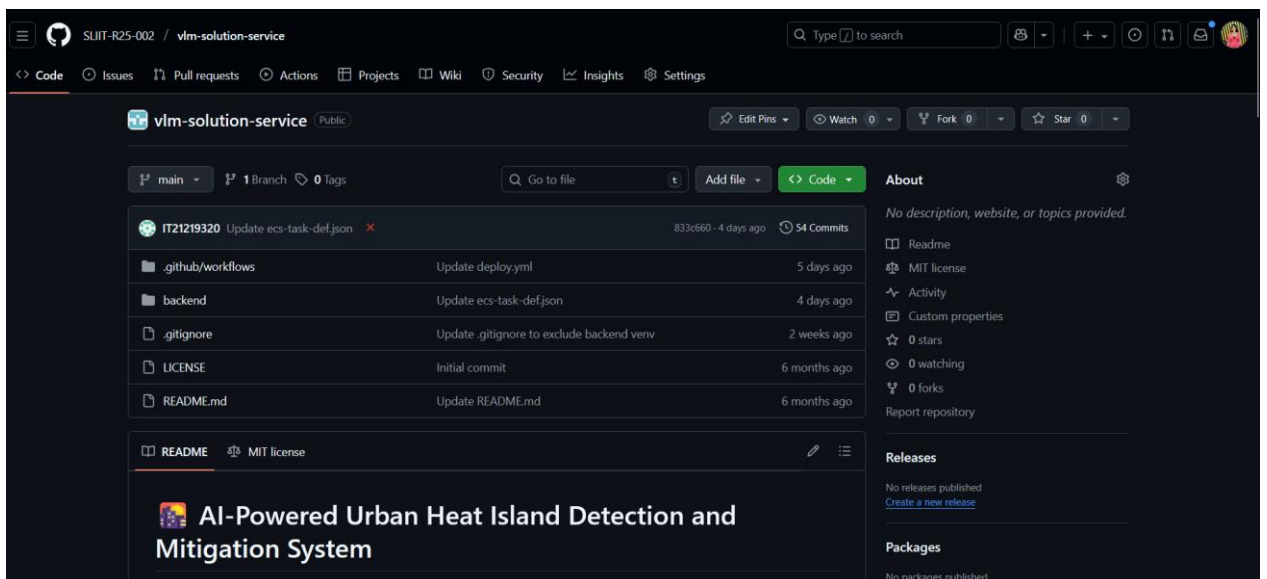 SLIIT-R25-002 / vlm-solution-service
Type / to search
Code Issues Pull requests Actions Projects Wiki Security Insights Settings
vlm-solution-service Public
Edit Pins Watch 0 Fork 0 Star 0
main 1 Branch 0 Tags
Go to file t Add file Code
IT21219320 Update ecs-task-def.json 833c660 · 4 days ago 54 Commits
.github/workflows Update deploy.yml 5 days ago
backend Update ecs-task-def.json 4 days ago
.gitignore Update .gitignore to exclude backend venv 2 weeks ago
LICENSE Initial commit 6 months ago
README.md Update README.md 6 months ago
README MIT license
AI-Powered Urban Heat Island Detection and
Mitigation System
About
No description, website, or topics provided.
Readme
MIT license
Activity
Custom properties
0 stars
0 watching
0 forks
Report repository
Releases
No releases published
Create a new release
Packages
No packages published